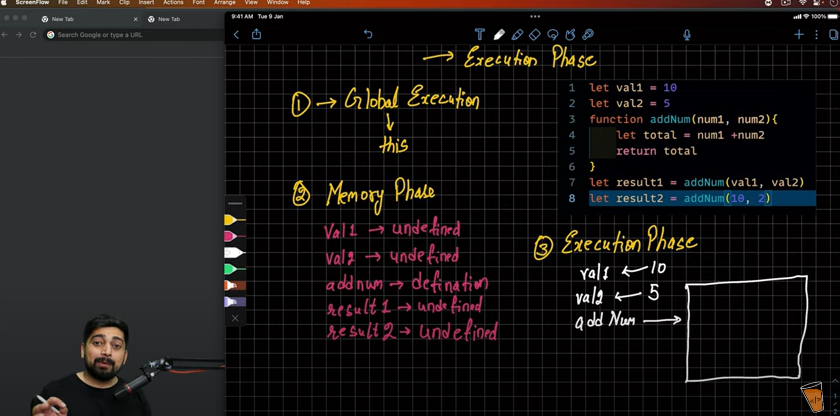 ScreenFlow File Edit Mark Clip Insert Actions Font Arrange View Window Help
New Tab
New Tab
Search Google or type a URL
9:41 AM Tue 9 Jan
100%
→ Execution Phase
① → Global Execution
↓
this
② Memory Phase
val1 → undefined
val2 → undefined
addnum → defination
result1 → undefined
result2 → undefined
1 let val1 = 10
2 let val2 = 5
3 function addNum(num1, num2){
4 let total = num1 +num2
5 return total
6 }
7 let result1 = addNum(val1, val2)
8 let result2 = addNum(10, 2)
③ Execution Phase
val1 ← 10
val2 ← 5
addNum →